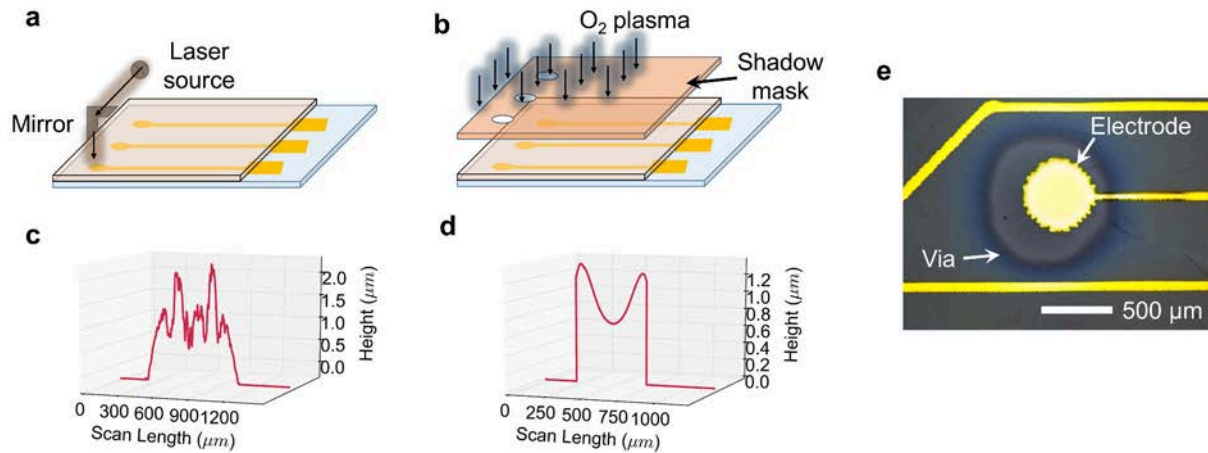 a
Laser
source
Mirror
b
O₂ plasma
Shadow
mask
e
Electrode
Via
500 µm
c
2.0
1.5
1.0
0.5
0.0
Height (µm)
0 300 600 900 1200
Scan Length (µm)
d
1.2
1.0
0.8
0.6
0.4
0.2
0.0
Height (µm)
0 250 500 750 1000
Scan Length (µm)